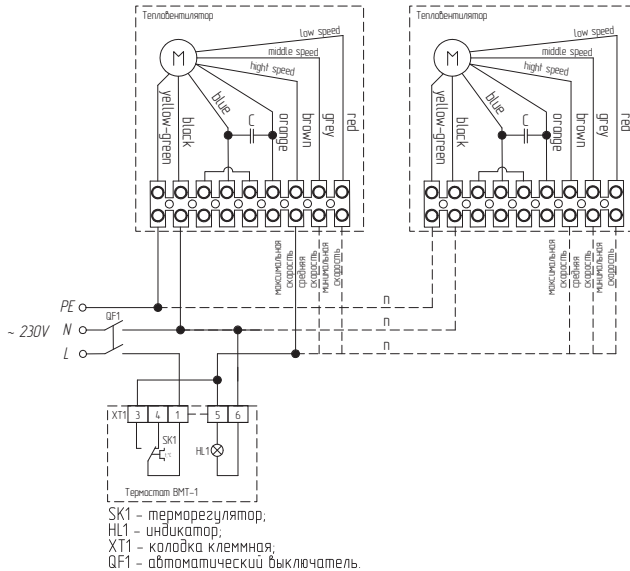 Тепловентилятор
M
low speed
middle speed
hight speed
yellow-green
black
blue
C
orange
brown
grey
red
максимальная
скорость
средняя
скорость
минимальная
скорость
Тепловентилятор
M
low speed
middle speed
hight speed
yellow-green
black
blue
C
orange
brown
grey
red
максимальная
скорость
средняя
скорость
минимальная
скорость
PE
n
QF1
~ 230V N
n
L
n
XT1 3 4 1 5 6
SK1
HL1
Термостат ВМТ-1
SK1 – терморегулятор;
HL1 – индикатор;
XT1 – колодка клеммная;
QF1 – автоматический выключатель.